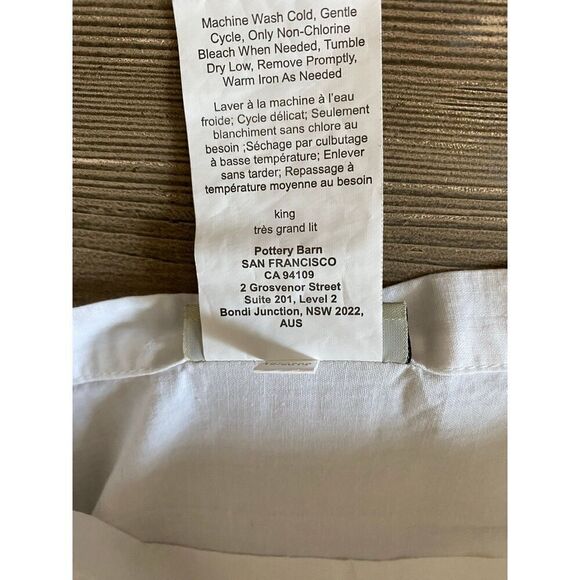 Machine Wash Cold, Gentle
Cycle, Only Non-Chlorine
Bleach When Needed, Tumble
Dry Low, Remove Promptly,
Warm Iron As Needed
Laver à la machine à l'eau
froide; Cycle délicat; Seulement
blanchiment sans chlore au
besoin ;Séchage par culbutage
à basse température; Enlever
sans tarder; Repassage à
température moyenne au besoin
king
très grand lit
Pottery Barn
SAN FRANCISCO
CA 94109
2 Grosvenor Street
Suite 201, Level 2
Bondi Junction, NSW 2022,
AUS